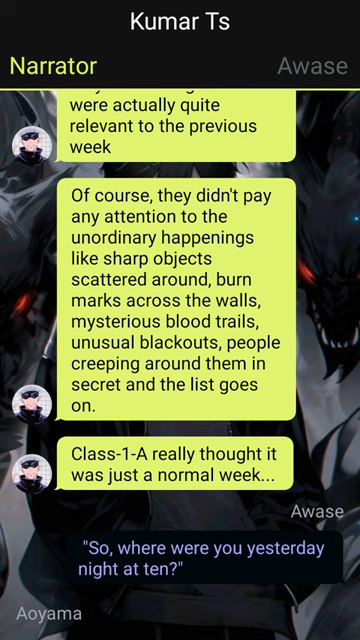 Kumar Ts
Narrator
Awase
were actually quite
relevant to the previous
week
Of course, they didn't pay
any attention to the
unordinary happenings
like sharp objects
scattered around, burn
marks across the walls,
mysterious blood trails,
unusual blackouts, people
creeping around them in
secret and the list goes
on.
Class-1-A really thought it
was just a normal week...
Awase
"So, where were you yesterday
night at ten?"
Aoyama